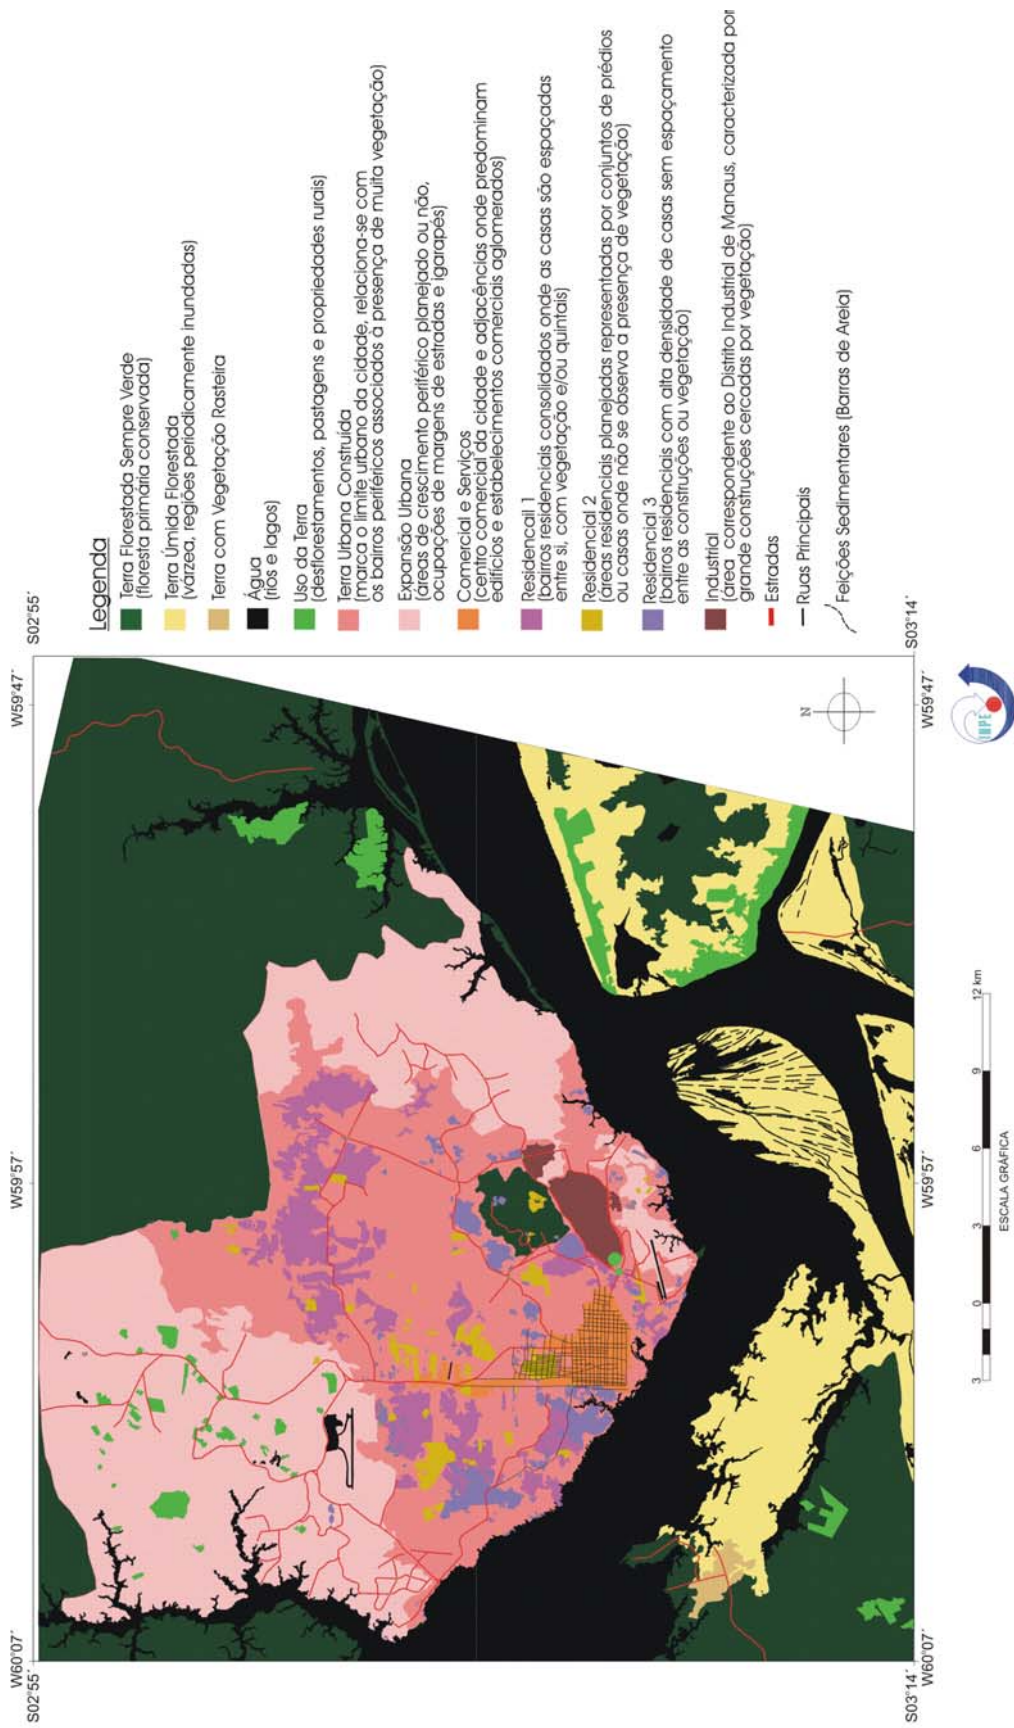 Legenda
Terra Florestada Sempre Verde
(floresta primária conservada)
Terra Úmida Florestada
(várzea, regiões periodicamente inundadas)
Terra com Vegetação Rasteira
Água
(rios e lagos)
Uso da Terra
(desflorestamentos, pastagens e propriedades rurais)
Terra Urbana Construída
(marca o limite urbano da cidade, relaciona-se com
os bairros periféricos associados à presença de muita vegetação)
Expansão Urbana
(áreas de crescimento periférico planejado ou não,
ocupações de margens de estradas e igarapés)
Comercial e Serviços
(centro comercial da cidade e adjacências onde predominam
edifícios e estabelecimentos comerciais aglomerados)
Residencail 1
(bairros residenciais consolidados onde as casas são espaçadas
entre si, com vegetação e/ou quintais)
Residencial 2
(áreas residenciais planejadas representadas por conjuntos de prédios
ou casas onde não se observa a presença de vegetação)
Residencial 3
(bairros residenciais com alta densidade de casas sem espaçamento
entre as construções ou vegetação)
Industrial
(área correspondente ao Distrito Industrial de Manaus, caracterizada por
grande construções cercadas por vegetação)
Estradas
Ruas Principais
Feições Sedimentares (Barras de Areia)
W60°07´
W59°57´
W59°47´
S02°55´
S02°55´
S03°14´
S03°14´
W60°07´
W59°57´
W59°47´
N
3 0 3 6 9 12 km
ESCALA GRÁFICA
INPE